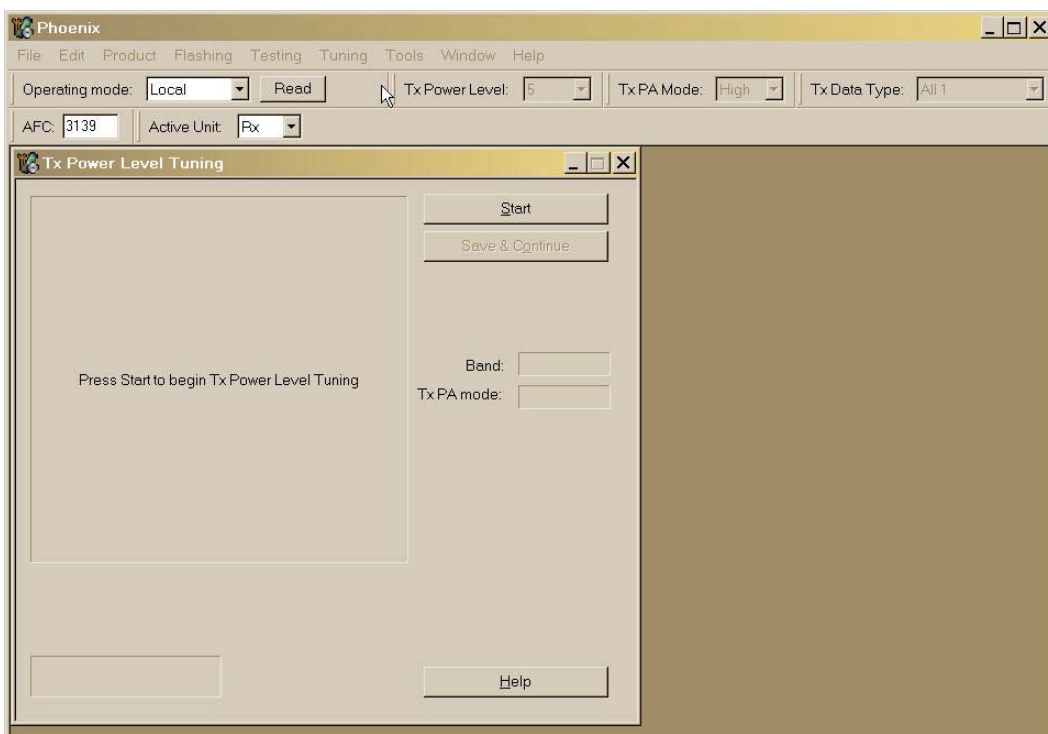 Phoenix
File Edit Product Flashing Testing Tuning Tools Window Help
Operating mode: Local Read Tx Power Level: 5 Tx PA Mode: High Tx Data Type: All 1
AFC: 3139 Active Unit: Rx
Tx Power Level Tuning
Start
Save & Continue
Press Start to begin Tx Power Level Tuning
Band:
Tx PA mode:
Help